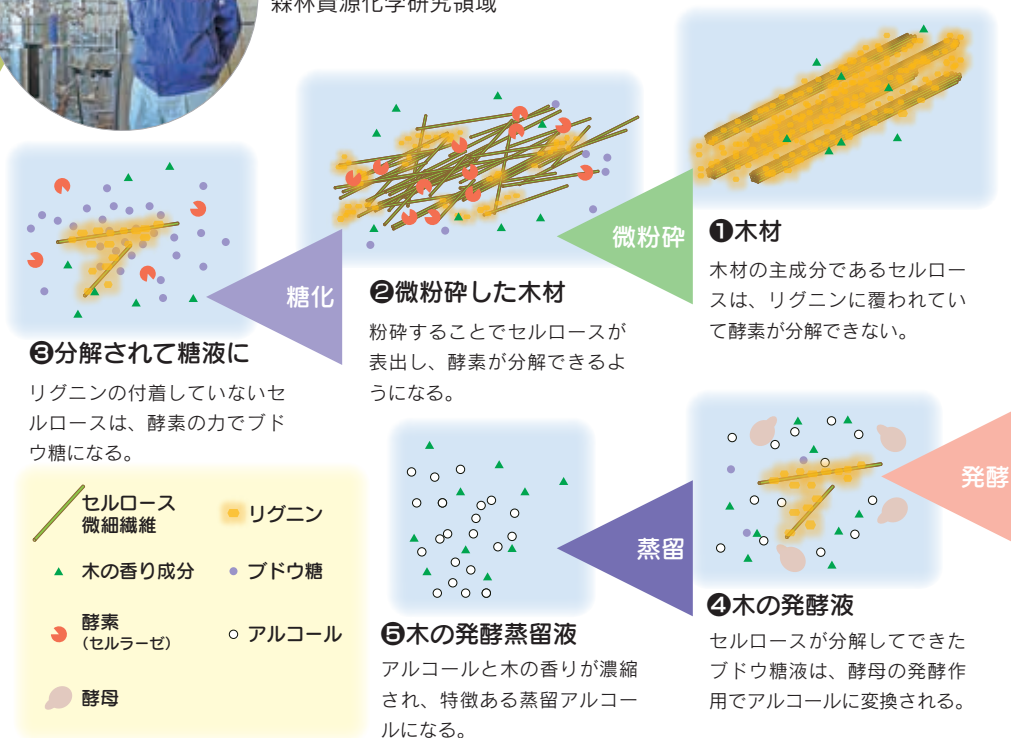 森林資源化学研究領域
微粉砕
❶木材
木材の主成分であるセルロー
スは、リグニンに覆われてい
て酵素が分解できない。
糖化
❷微粉砕した木材
粉砕することでセルロースが
表出し、酵素が分解できるよ
うになる。
❸分解されて糖液に
リグニンの付着していないセ
ルロースは、酵素の力でブド
ウ糖になる。
発酵
❹木の発酵液
セルロースが分解してできた
ブドウ糖液は、酵母の発酵作
用でアルコールに変換される。
蒸留
❺木の発酵蒸留液
アルコールと木の香りが濃縮
され、特徴ある蒸留アルコー
ルになる。
セルロース
微細繊維
リグニン
木の香り成分
ブドウ糖
酵素
(セルラーゼ)
アルコール
酵母